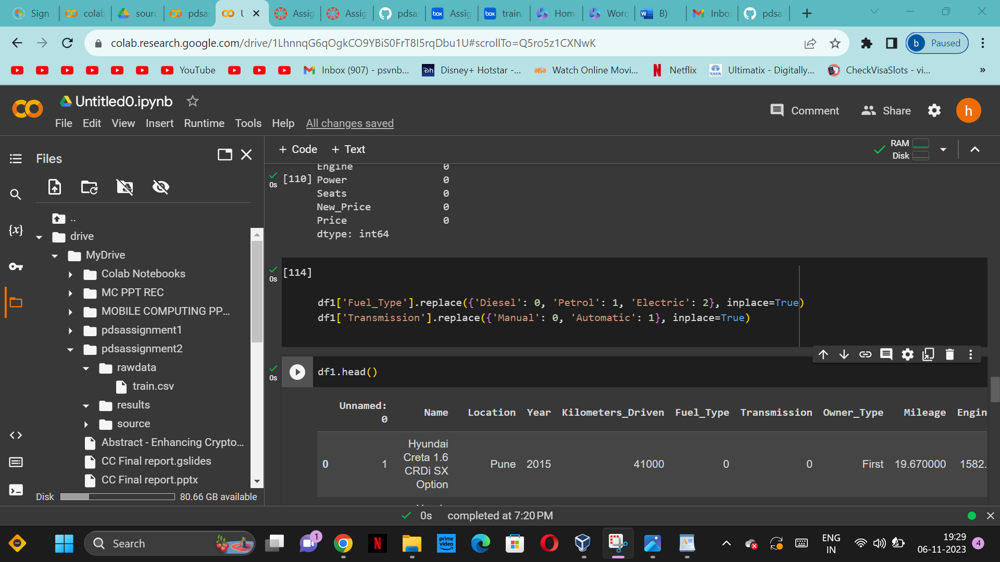 Sign
colab
sour
pdsa
U
Assig
Assig
pdsa
box
Assig
box
train.
Hom
Word
B)
Inbo
pdsa
colab.research.google.com/drive/1LhnnqG6qOgkCO9YBiS0FrT8I5rqDbu1U#scrollTo=Q5ro5z1CXNwK
b
Paused
YouTube
Inbox (907) - psvnb...
Disney+ Hotstar -...
Watch Online Movi...
Netflix
Ultimatix - Digitally...
CheckVisaSlots - vi...
»
Untitled0.ipynb
File Edit View Insert Runtime Tools Help All changes saved
Comment
Share
h
Files
+ Code + Text
RAM
Disk
..
drive
MyDrive
Colab Notebooks
MC PPT REC
MOBILE COMPUTING PP...
pdsassignment1
pdsassignment2
rawdata
train.csv
results
source
Abstract - Enhancing Crypto...
CC Final report.gslides
CC Final report.pptx
Disk 80.66 GB available
Engine 0
0s [110] Power 0
Seats 0
New_Price 0
Price 0
dtype: int64
0s [114]
df1['Fuel_Type'].replace({'Diesel': 0, 'Petrol': 1, 'Electric': 2}, inplace=True)
df1['Transmission'].replace({'Manual': 0, 'Automatic': 1}, inplace=True)
0s
df1.head()
Unnamed: 0 Name Location Year Kilometers_Driven Fuel_Type Transmission Owner_Type Mileage Engin
0 1 Hyundai Creta 1.6 CRDi SX Option Pune 2015 41000 0 0 First 19.670000 1582.
0s completed at 7:20 PM
Search
1
prime video
ENG
IN
19:29
06-11-2023
4